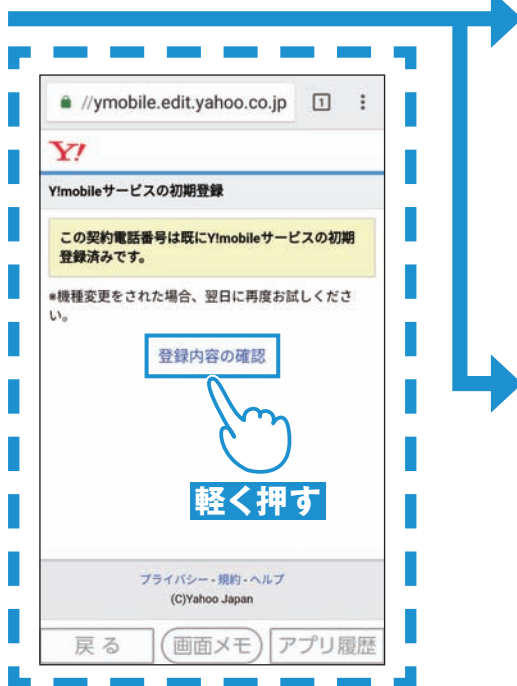 //ymobile.edit.yahoo.co.jp 1
Y!
Y!mobileサービスの初期登録
この契約電話番号は既にY!mobileサービスの初期
登録済みです。
*機種変更をされた場合、翌日に再度お試しくださ
い。
登録内容の確認
軽く押す
プライバシー - 規約 - ヘルプ
(C)Yahoo Japan
戻る 画面メモ アプリ履歴